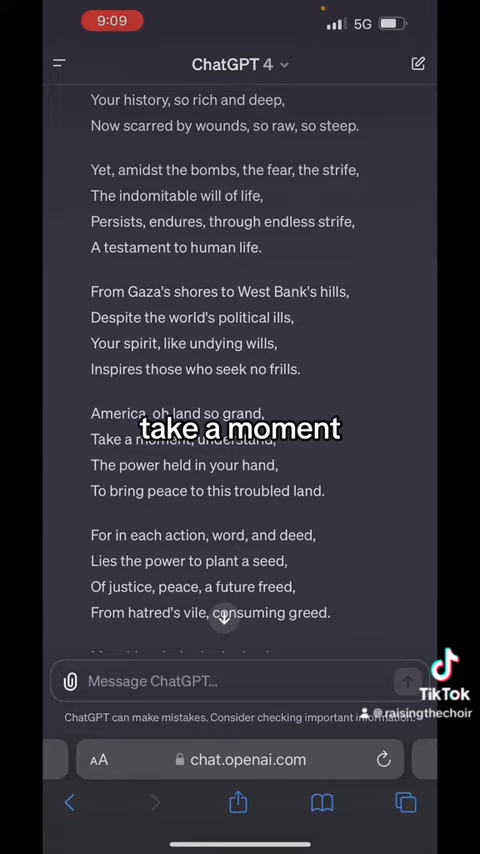 9:09
5G
ChatGPT 4
Your history, so rich and deep,
Now scarred by wounds, so raw, so steep.
Yet, amidst the bombs, the fear, the strife,
The indomitable will of life,
Persists, endures, through endless strife,
A testament to human life.
From Gaza's shores to West Bank's hills,
Despite the world's political ills,
Your spirit, like undying wills,
Inspires those who seek no frills.
America, oh land so grand,
take a moment
Take a moment, understand,
The power held in your hand,
To bring peace to this troubled land.
For in each action, word, and deed,
Lies the power to plant a seed,
Of justice, peace, a future freed,
From hatred's vile, consuming greed.
Message ChatGPT...
TikTok
@raisingthechoir
ChatGPT can make mistakes. Consider checking important information.
AA
chat.openai.com